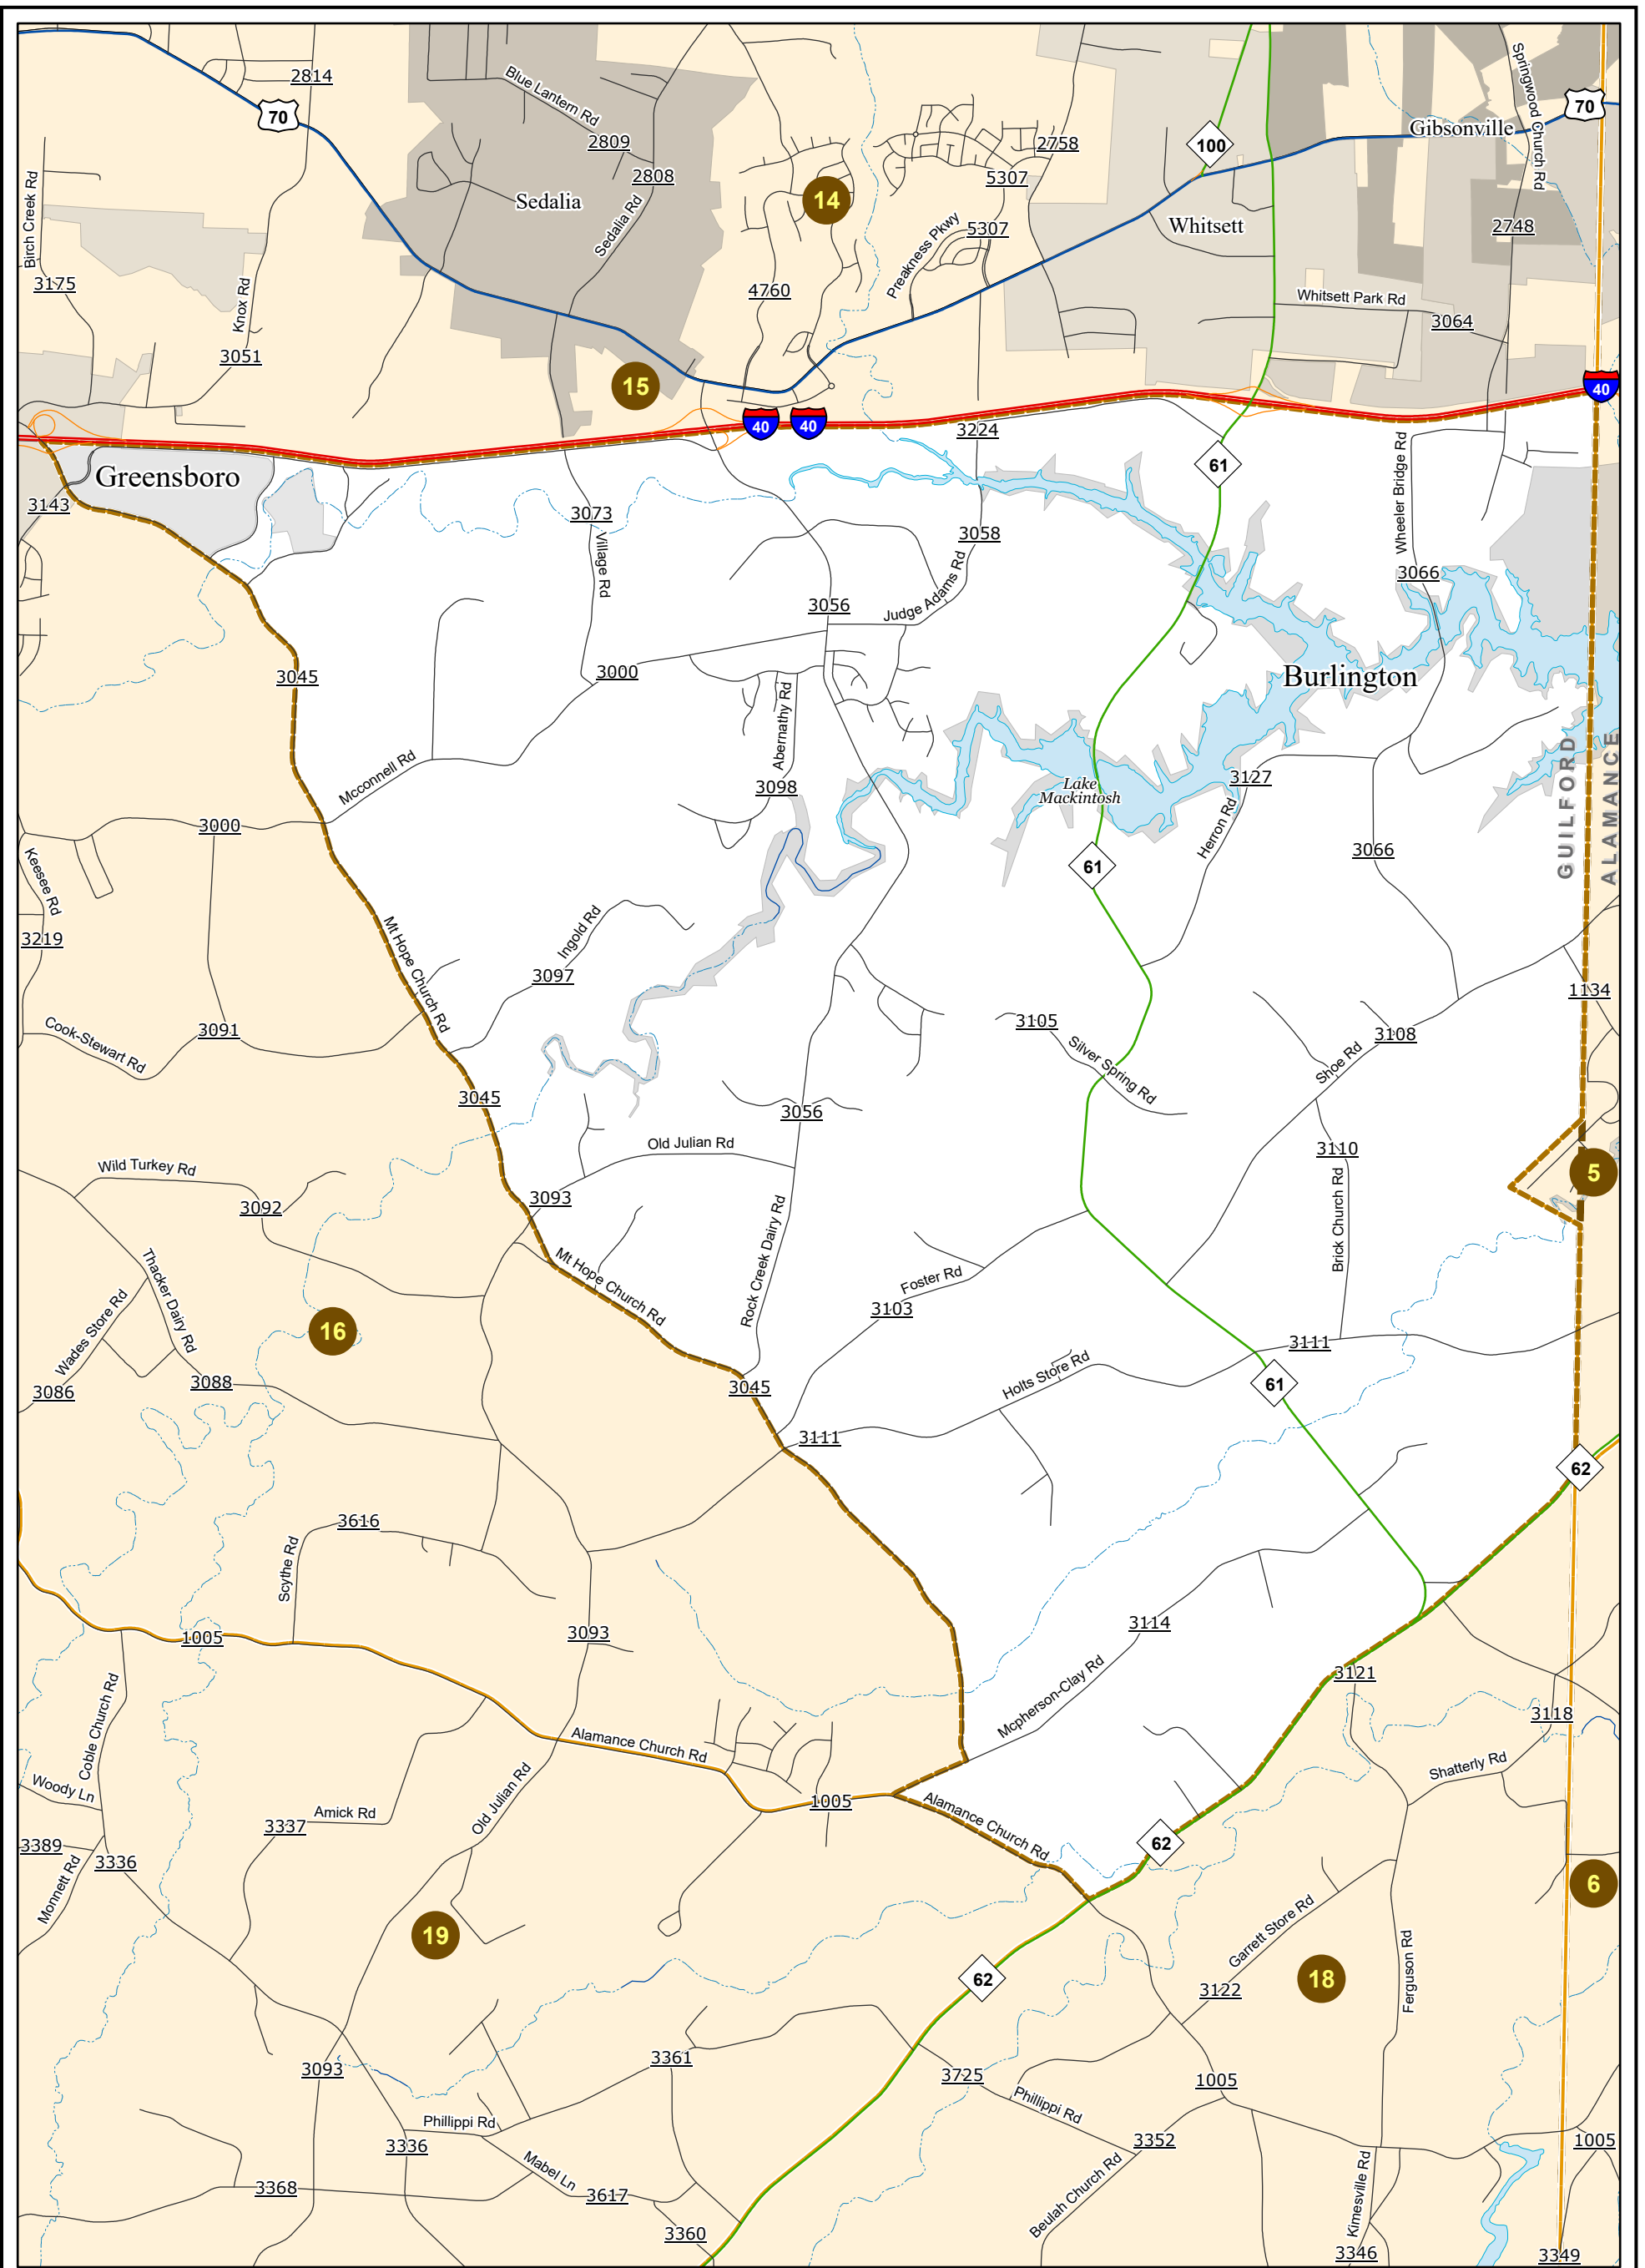 2814
70
Blue Lantern Rd
2809
2808
Sedalia
Sedalia Rd
14
2758
5307
5307
Preakness Pkwy
100
Gibsonville
70
Springwood Church Rd
Whitsett
2748
Birch Creek Rd
3175
Knox Rd
3051
4760
Whitsett Park Rd
3064
15
40
40
40
3224
61
Greensboro
3143
3073
Village Rd
3058
Wheeler Bridge Rd
3066
3056
Judge Adams Rd
3045
3000
Burlington
Abernathy Rd
3098
Mcconnell Rd
Lake
Mackintosh
3127
Herron Rd
GUILFORD
ALAMANCE
3000
Keesee Rd
3219
61
3066
Mt Hope Church Rd
Ingold Rd
3097
3091
Cook-Stewart Rd
3105
Silver Spring Rd
1134
3108
Shoe Rd
3045
3056
Old Julian Rd
3110
Brick Church Rd
5
Wild Turkey Rd
3092
3093
Mt Hope Church Rd
Rock Creek Dairy Rd
Thacker Dairy Rd
Wades Store Rd
16
Foster Rd
3103
3086
3088
3045
3111
Holts Store Rd
61
3111
62
3616
Scythe Rd
1005
3093
3114
Mcpherson-Clay Rd
3121
3118
Coble Church Rd
Alamance Church Rd
Woody Ln
Amick Rd
3337
Old Julian Rd
1005
Alamance Church Rd
Shatterly Rd
3389
3336
Monnett Rd
62
6
19
Garrett Store Rd
62
3122
18
Ferguson Rd
3093
3361
3725
1005
Phillippi Rd
Phillippi Rd
3336
3352
1005
Mabel Ln
3368
3617
Beulah Church Rd
Kimesville Rd
3360
3346
3349